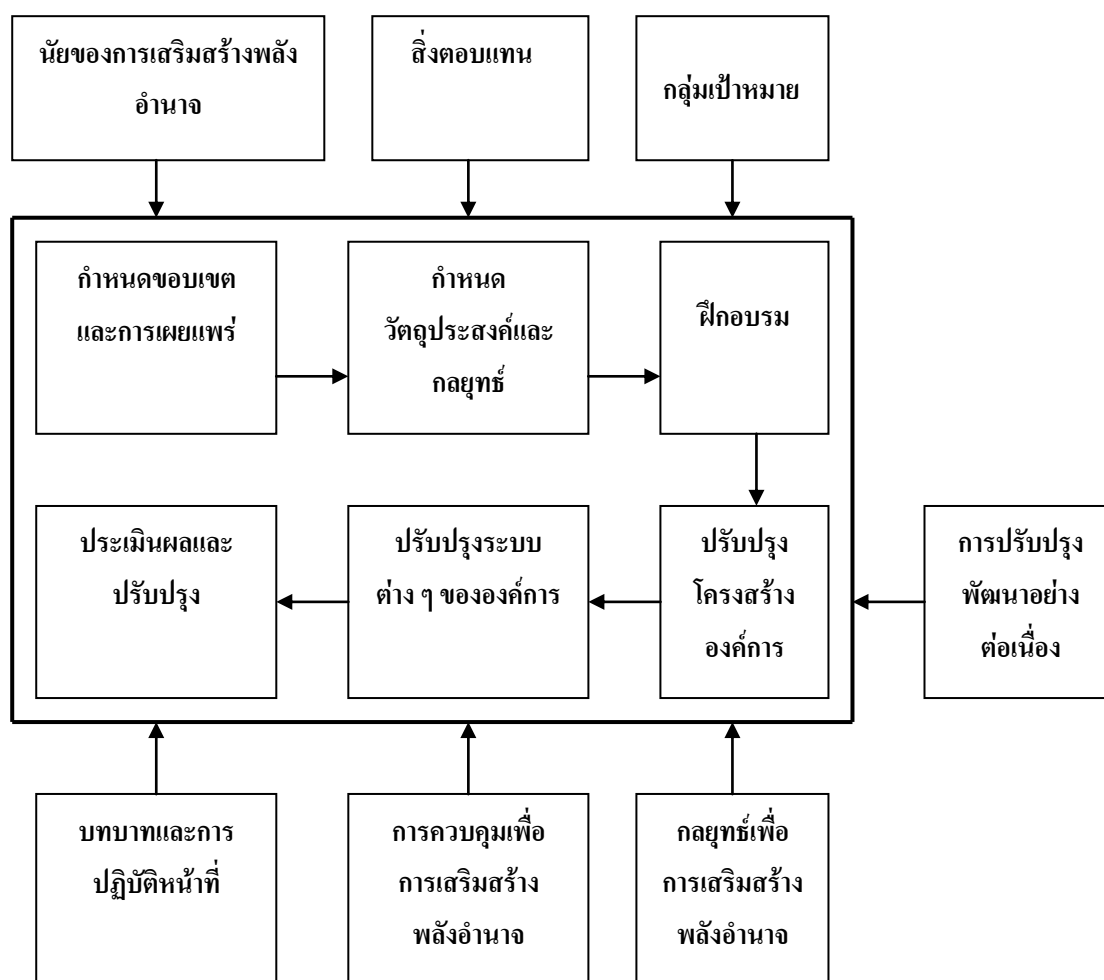 นัยของการเสริมสร้างพลัง
อำนาจ
สิ่งตอบแทน
กลุ่มเป้าหมาย
กำหนดขอบเขต
และการเผยแพร่
กำหนด
วัตถุประสงค์และ
กลยุทธ์
ฝึกอบรม
ประเมินผลและ
ปรับปรุง
ปรับปรุงระบบ
ต่าง ๆ ขององค์การ
ปรับปรุง
โครงสร้าง
องค์การ
การปรับปรุง
พัฒนาอย่าง
ต่อเนื่อง
บทบาทและการ
ปฏิบัติหน้าที่
การควบคุมเพื่อ
การเสริมสร้าง
พลังอำนาจ
กลยุทธ์เพื่อ
การเสริมสร้าง
พลังอำนาจ